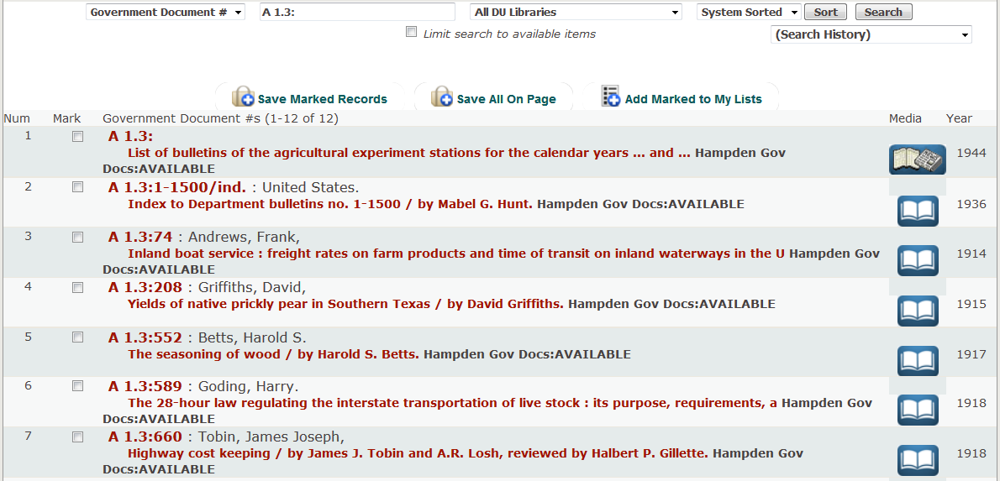 Government Document # A 1.3: All DU Libraries System Sorted Sort Search
Limit search to available items (Search History)
Save Marked Records Save All On Page Add Marked to My Lists
Num Mark Government Document #s (1-12 of 12) Media Year
1 A 1.3: 1944
List of bulletins of the agricultural experiment stations for the calendar years ... and ... Hampden Gov
Docs:AVAILABLE
2 A 1.3:1-1500/ind. : United States. 1936
Index to Department bulletins no. 1-1500 / by Mabel G. Hunt. Hampden Gov Docs:AVAILABLE
3 A 1.3:74 : Andrews, Frank, 1914
Inland boat service : freight rates on farm products and time of transit on inland waterways in the U Hampden Gov
Docs:AVAILABLE
4 A 1.3:208 : Griffiths, David, 1915
Yields of native prickly pear in Southern Texas / by David Griffiths. Hampden Gov Docs:AVAILABLE
5 A 1.3:552 : Betts, Harold S. 1917
The seasoning of wood / by Harold S. Betts. Hampden Gov Docs:AVAILABLE
6 A 1.3:589 : Goding, Harry. 1918
The 28-hour law regulating the interstate transportation of live stock : its purpose, requirements, a Hampden Gov
Docs:AVAILABLE
7 A 1.3:660 : Tobin, James Joseph, 1918
Highway cost keeping / by James J. Tobin and A.R. Losh, reviewed by Halbert P. Gillette. Hampden Gov
Docs:AVAILABLE